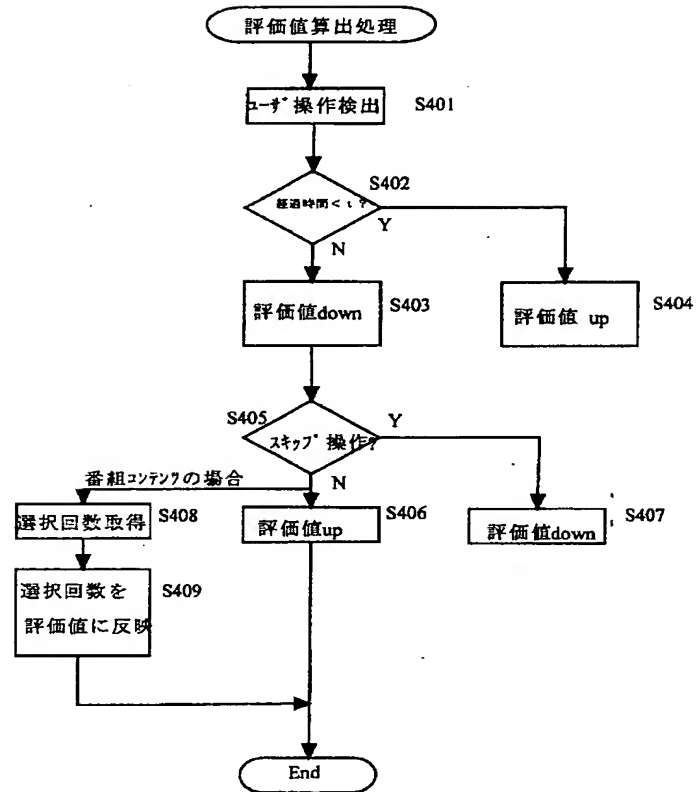 評価値算出処理
ユーザ操作検出
S401
S402
経過時間<t?
Y
N
評価値down
S403
評価値 up
S404
S405
スキップ操作?
Y
N
番組コンテンツの場合
選択回数取得
S408
評価値up
S406
評価値down
S407
選択回数を
評価値に反映
S409
End